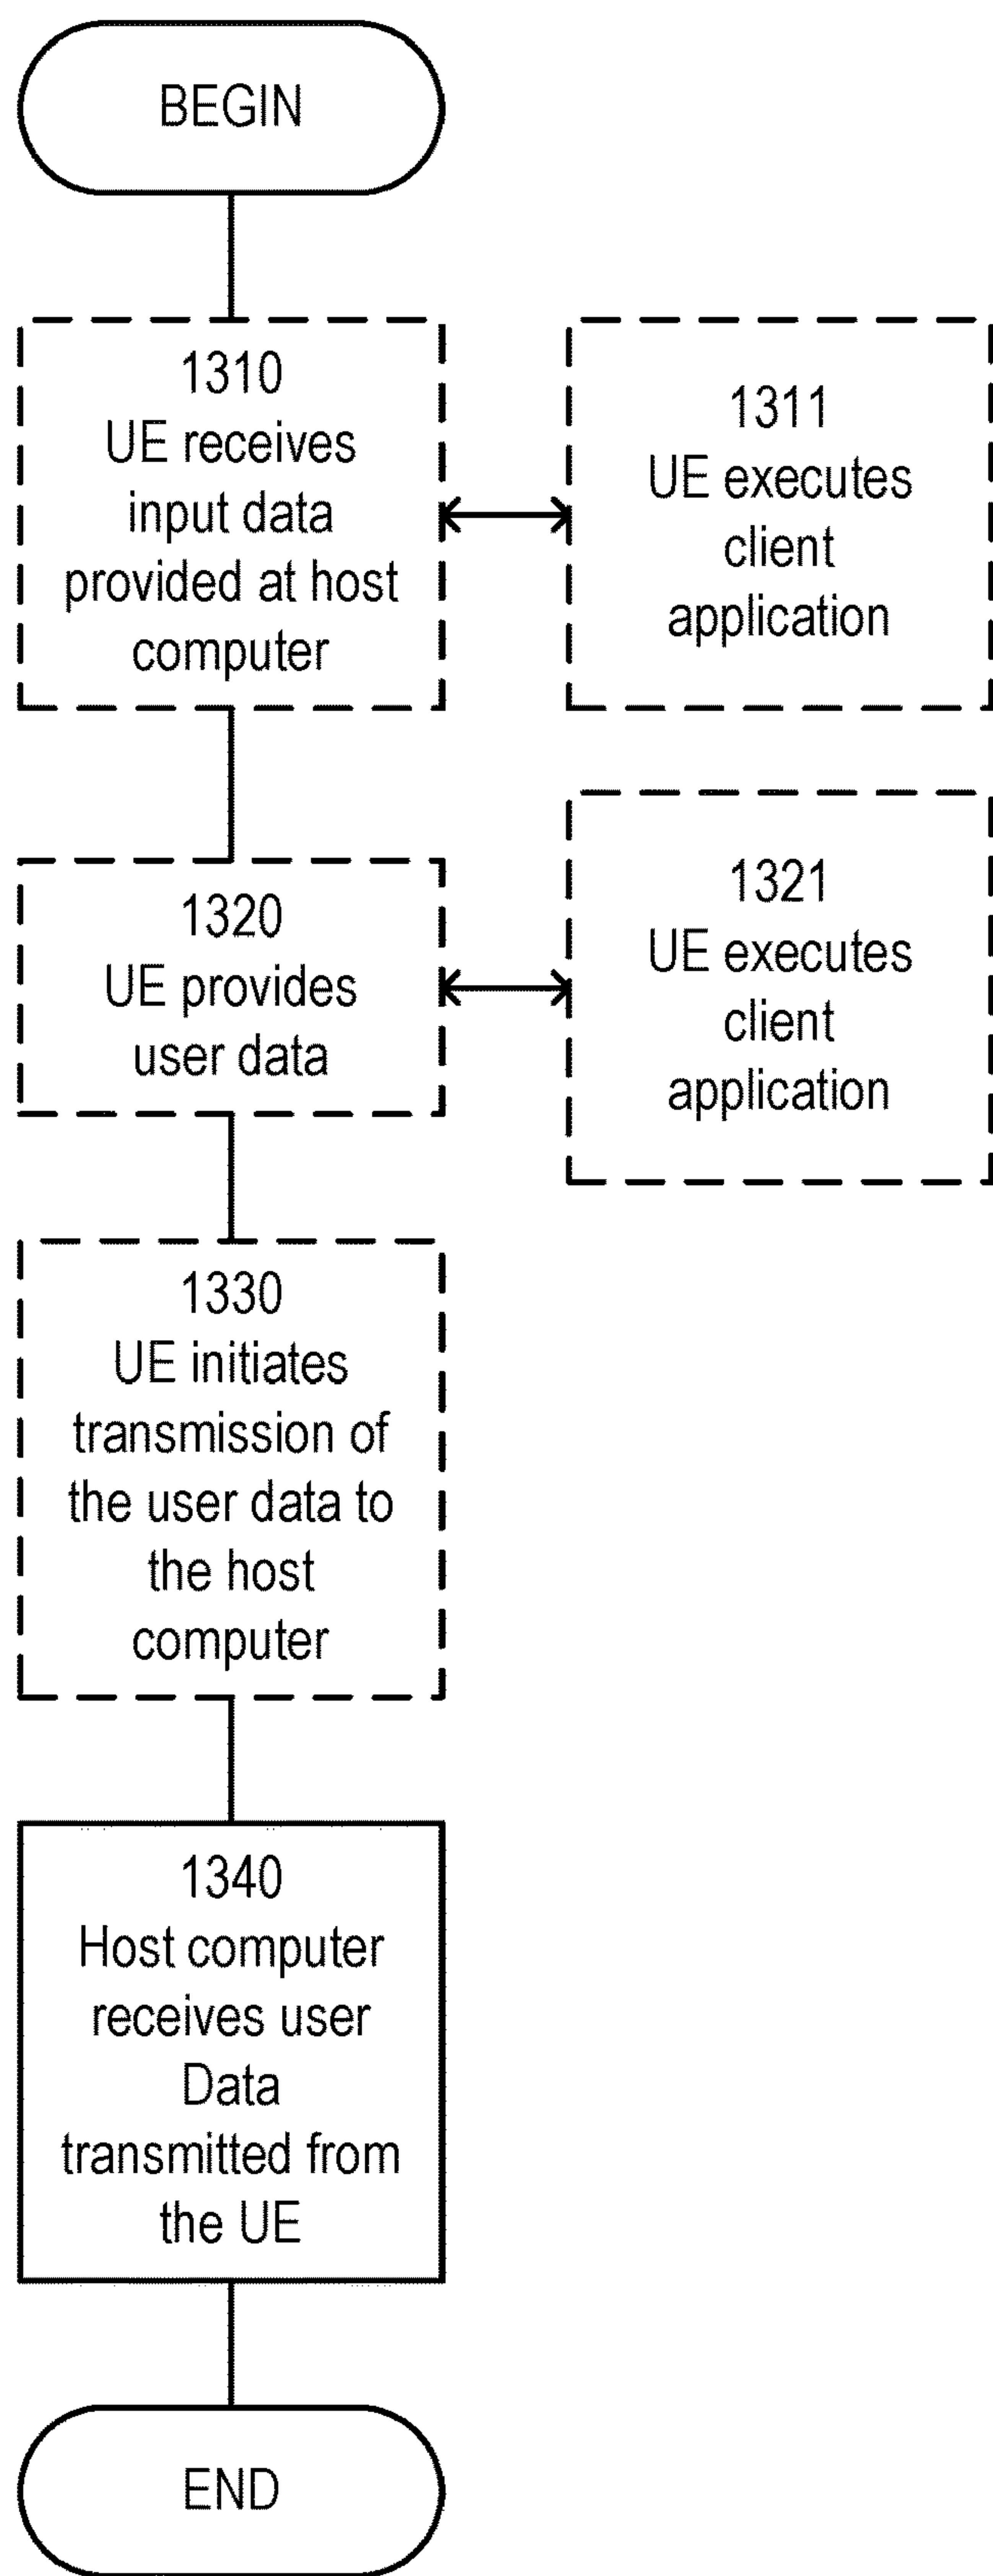 BEGIN
1310
UE receives
input data
provided at host
computer
1311
UE executes
client
application
1320
UE provides
user data
1321
UE executes
client
application
1330
UE initiates
transmission of
the user data to
the host
computer
1340
Host computer
receives user
Data
transmitted from
the UE
END